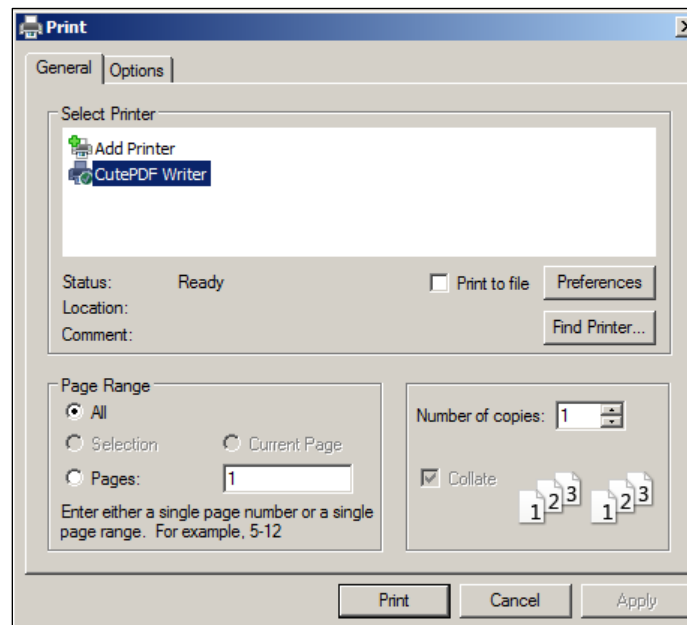 Print
General Options
Select Printer
Add Printer
CutePDF Writer
Status: Ready
Print to file Preferences
Location:
Comment:
Find Printer...
Page Range
All
Selection Current Page
Pages: 1
Enter either a single page number or a single
page range. For example, 5-12
Number of copies: 1
Collate
1 2 3 1 2 3
Print Cancel Apply